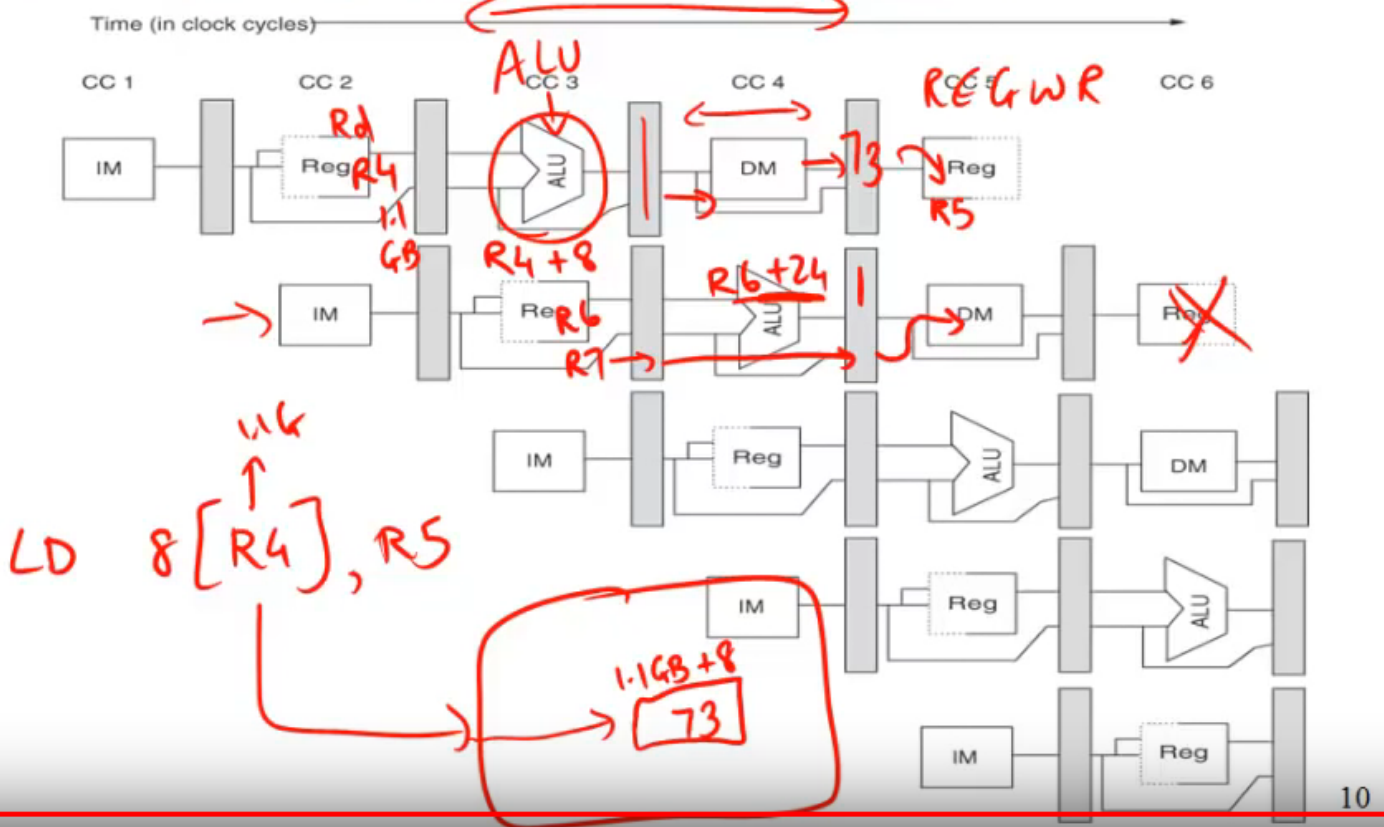 Time (in clock cycles)
ALU
CC 1 CC 2 CC 3 CC 4 CC 5 CC 6
REGWR
Rd
IM Reg ALU DM 73 Reg
R4
R5
1.1
GB
R4 + 8
R6 + 24
IM Reg ALU DM Reg
R6
R7
1.1G
IM Reg ALU DM
LD 8[R4], R5
IM Reg ALU
1.1GB + 8
73
IM Reg
10